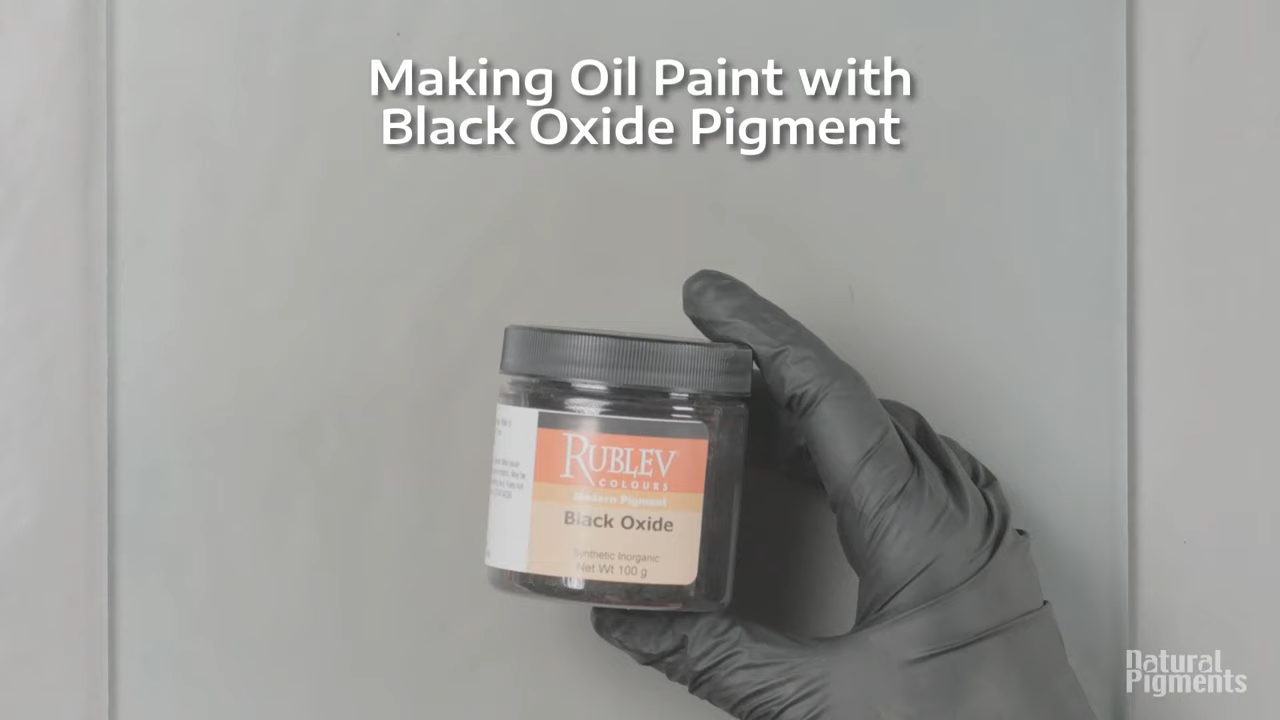 Making Oil Paint with
Black Oxide Pigment
RUBLEV
COLOURS
Modern Pigment
Black Oxide
Synthetic Inorganic
Net Wt 100 g
Natural
Pigments